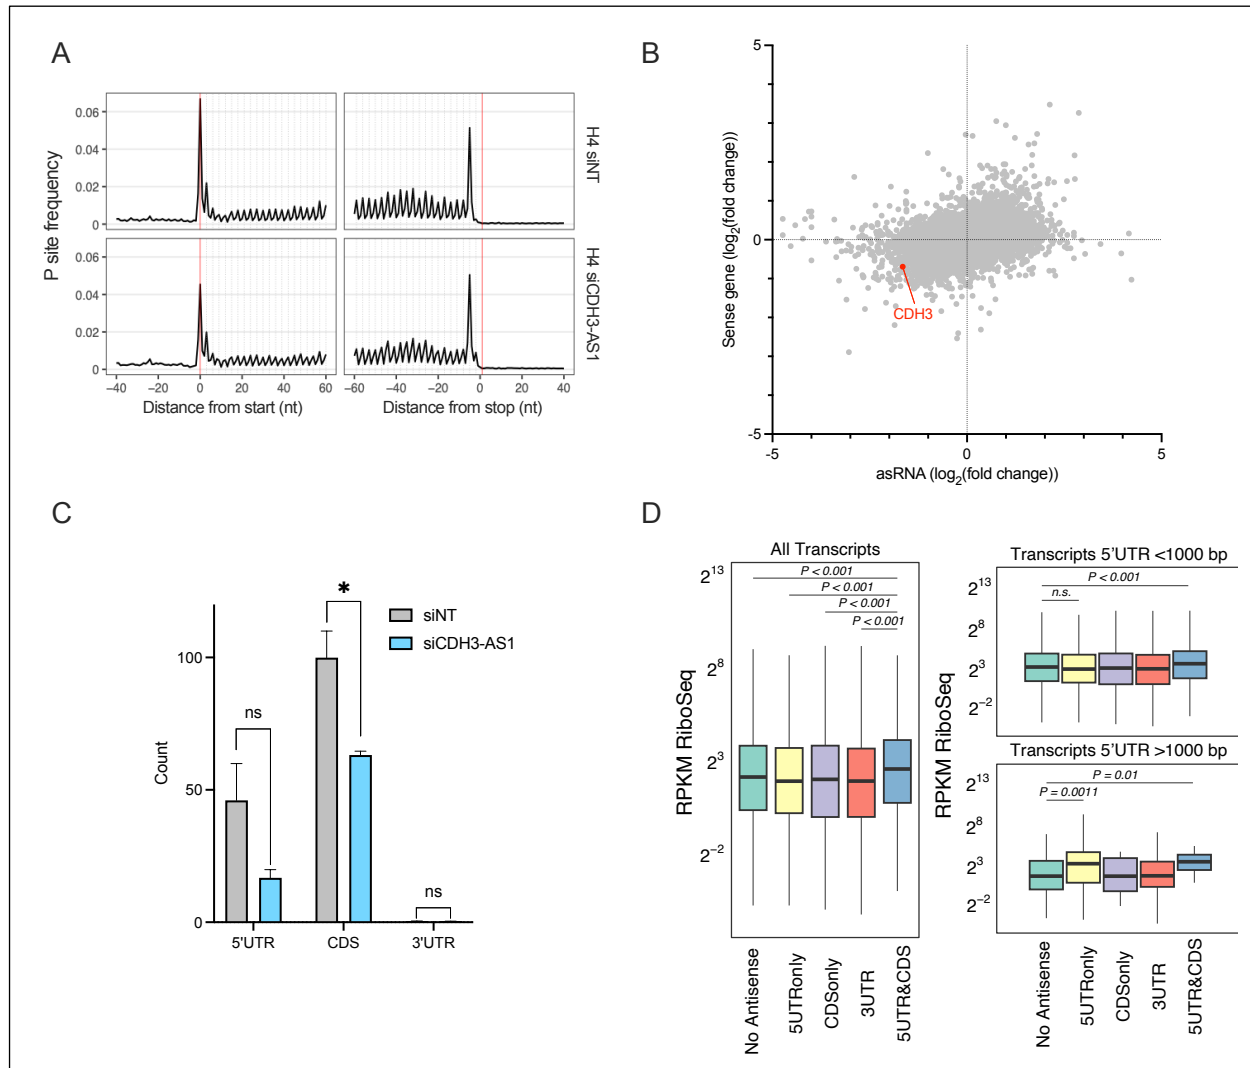 A
P site frequency
0.06
0.04
0.02
0
H4 siNT
0.06
0.04
0.02
0
H4 siCDH3-AS1
−40 −20 0 20 40 60
−60 −40 −20 0 20 40
Distance from start (nt)
Distance from stop (nt)
B
5
0
-5
-5 0 5
Sense gene (log2(fold change))
asRNA (log2(fold change))
CDH3
C
siNT
siCDH3-AS1
Count
100
50
0
ns
*
ns
5'UTR CDS 3'UTR
D
All Transcripts
RPKM RiboSeq
2^13
2^8
2^3
2^−2
P < 0.001
P < 0.001
P < 0.001
P < 0.001
No Antisense
5UTRonly
CDSonly
3UTR
5UTR&CDS
Transcripts 5'UTR <1000 bp
RPKM RiboSeq
2^13
2^8
2^3
2^−2
P < 0.001
n.s.
Transcripts 5'UTR >1000 bp
2^13
2^8
2^3
2^−2
P = 0.01
P = 0.0011
No Antisense
5UTRonly
CDSonly
3UTR
5UTR&CDS